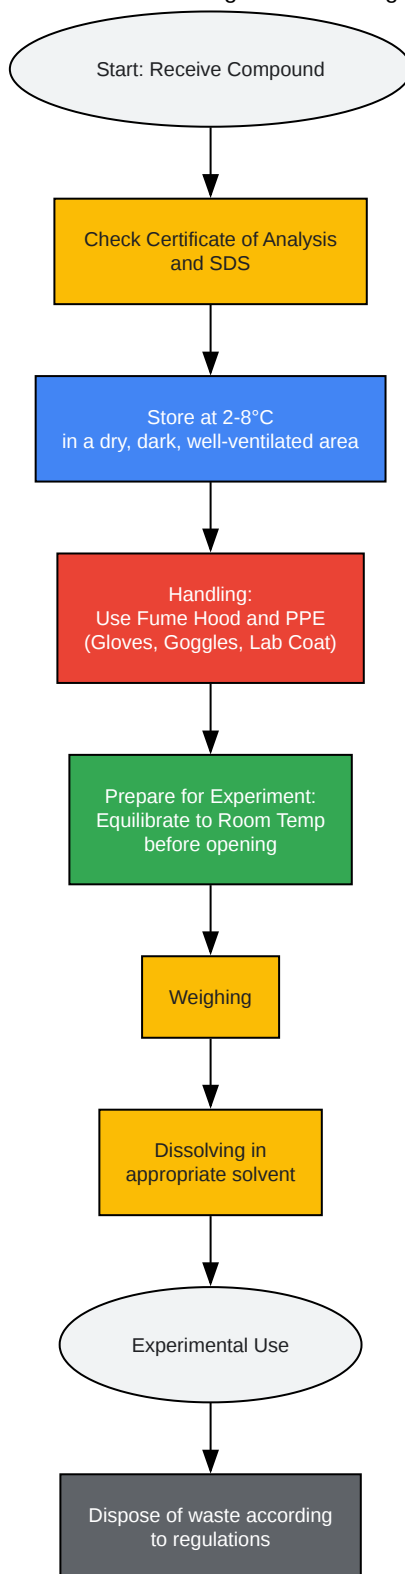 Start: Receive Compound
Check Certificate of Analysis
and SDS
Store at 2-8°C
in a dry, dark, well-ventilated area
Handling:
Use Fume Hood and PPE
(Gloves, Goggles, Lab Coat)
Prepare for Experiment:
Equilibrate to Room Temp
before opening
Weighing
Dissolving in
appropriate solvent
Experimental Use
Dispose of waste according
to regulations